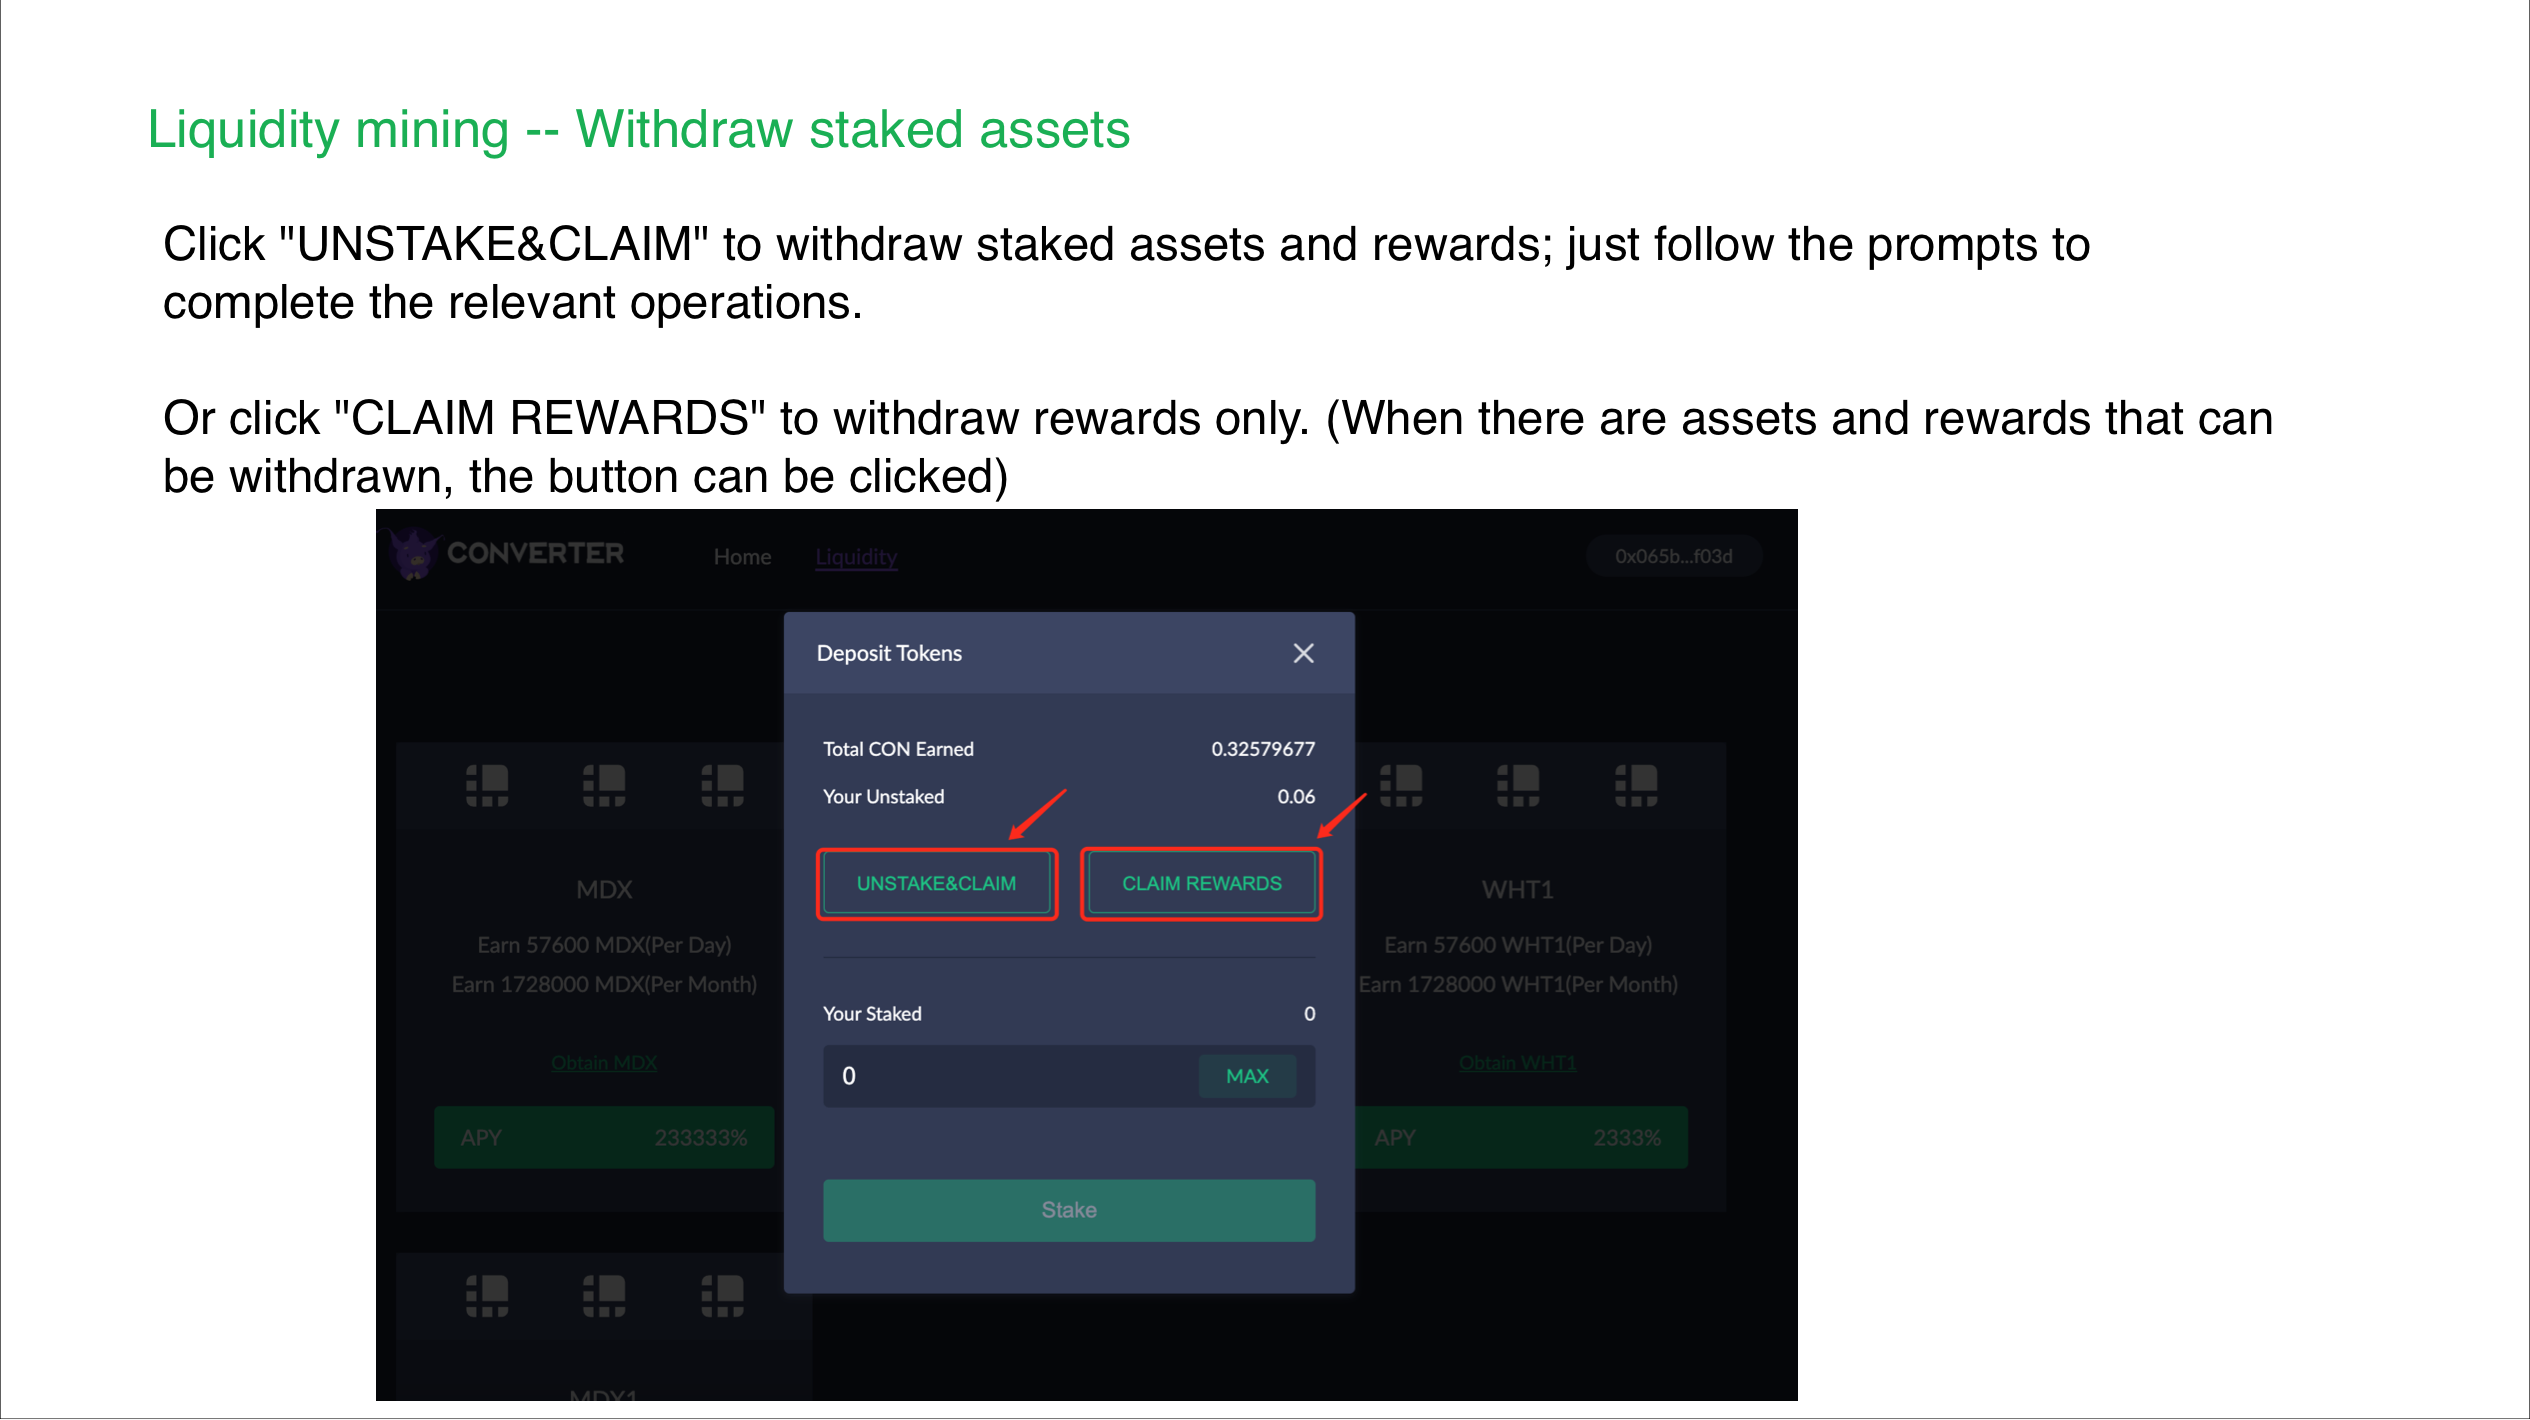 Liquidity mining -- Withdraw staked assets
Click "UNSTAKE&CLAIM" to withdraw staked assets and rewards; just follow the prompts to
complete the relevant operations.
Or click "CLAIM REWARDS" to withdraw rewards only. (When there are assets and rewards that can
be withdrawn, the button can be clicked)
CONVERTER
Home
Liquidity
0x065b...f03d
Deposit Tokens
Total CON Earned 0.32579677
Your Unstaked 0.06
UNSTAKE&CLAIM
CLAIM REWARDS
Your Staked 0
0 MAX
Stake
MDX
Earn 57600 MDX(Per Day)
Earn 1728000 MDX(Per Month)
Obtain MDX
APY 233333%
WHT1
Earn 57600 WHT1(Per Day)
Earn 1728000 WHT1(Per Month)
Obtain WHT1
APY 2333%
MDX1